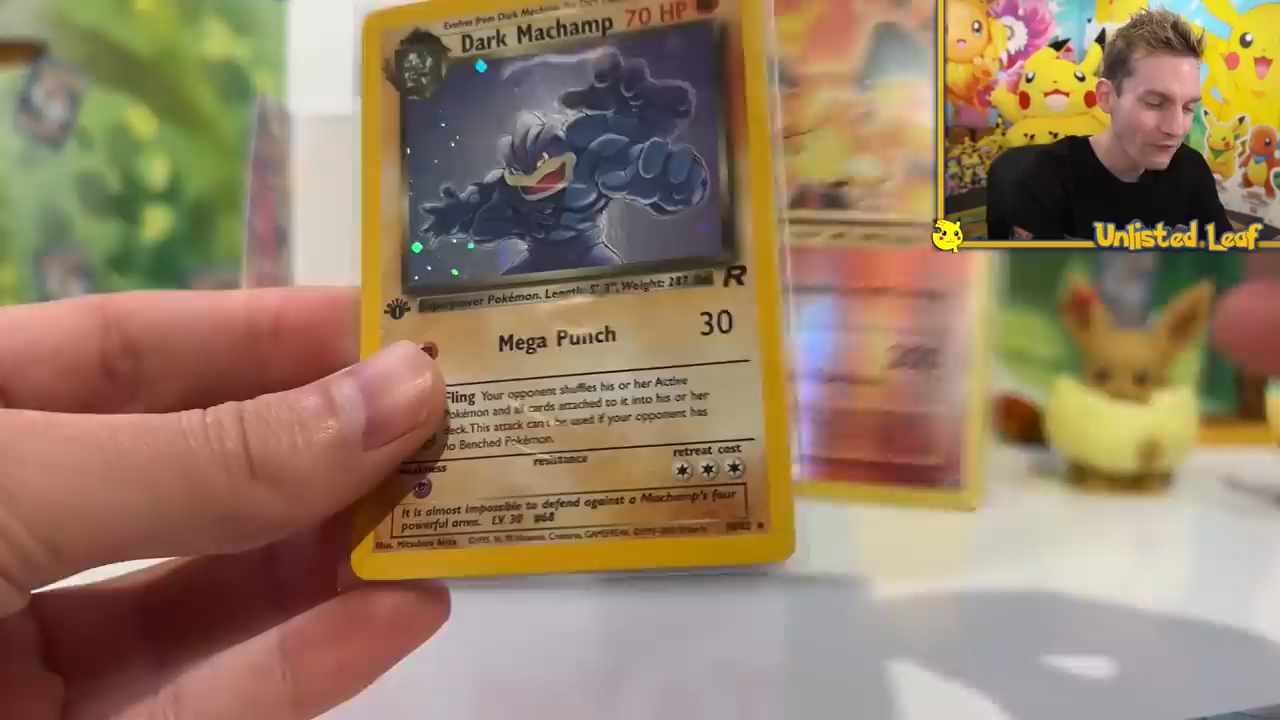 Evolves from Dark Machoke
Dark Machamp 70 HP
Unlisted Leaf
Pokémon. Length: 5' 3", Weight: 287
R
1
Mega Punch 30
200
Fling Your opponent shuffles his or her Active
Pokémon and all cards attached to it into his or her
deck. This attack can't be used if your opponent has
no Benched Pokémon.
weakness resistance retreat cost
It is almost impossible to defend against a Machamp's four
powerful arms. LV. 30 #68
Illus. Mitsuhiro Arita